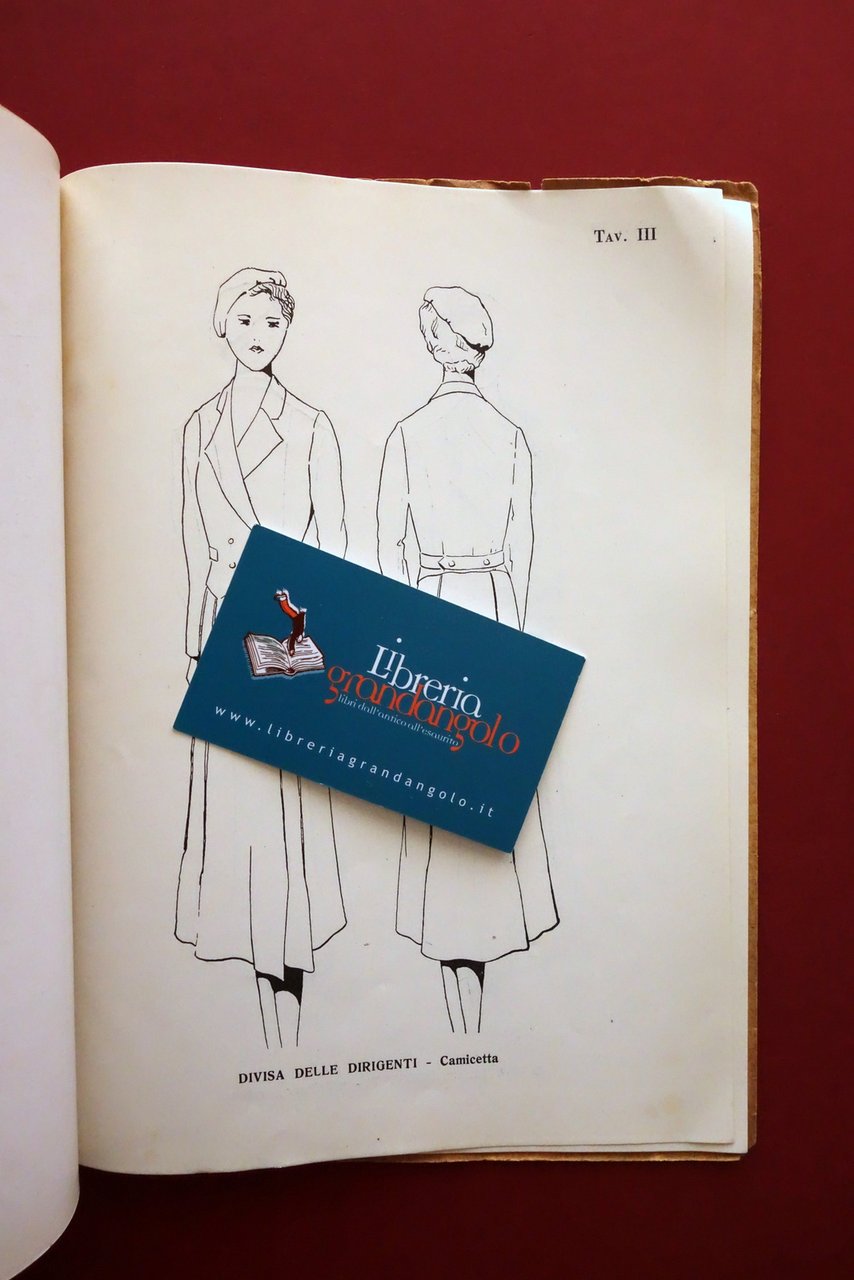 Tav. III
Libreria
grandangolo
libri dall'antico all'esaurito
www.libreriagrandangolo.it
DIVISA DELLE DIRIGENTI - Camicetta